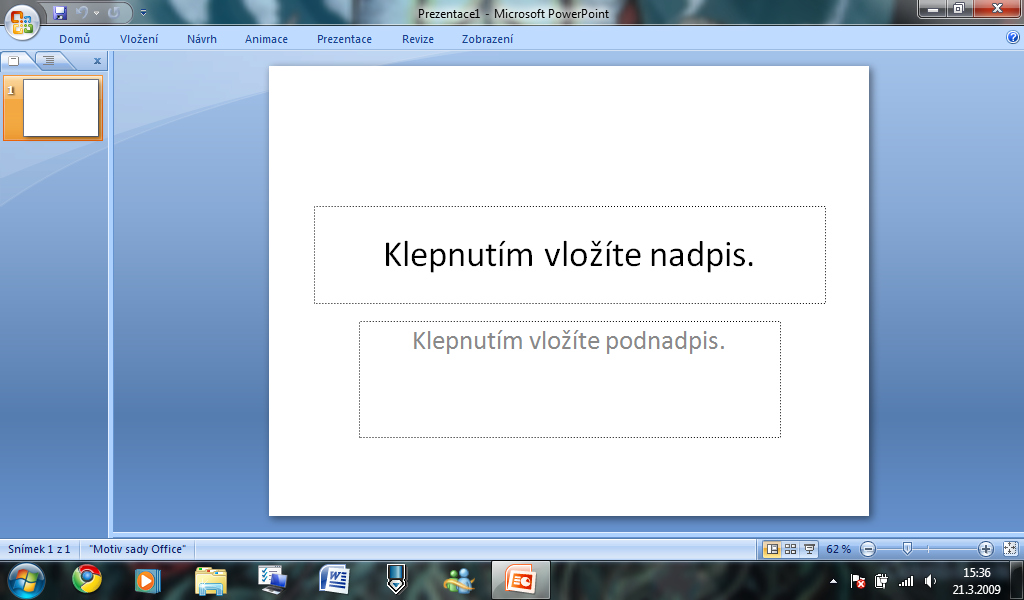 Prezentace1 - Microsoft PowerPoint
Domů Vložení Návrh Animace Prezentace Revize Zobrazení
1
Klepnutím vložíte nadpis.
Klepnutím vložíte podnadpis.
Snímek 1 z 1 "Motiv sady Office" 62 %
15:36
21.3.2009